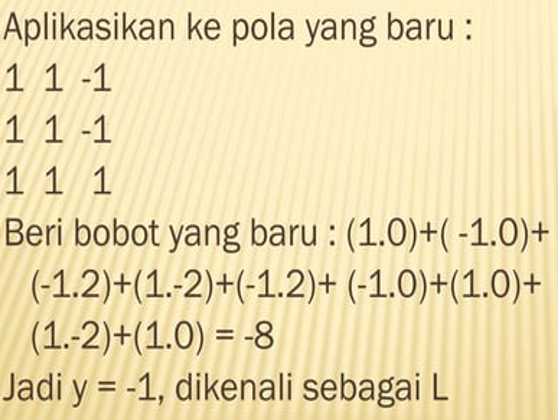 Aplikasikan ke pola yang baru :
1 1 -1
1 1 -1
1 1 1
Beri bobot yang baru : (1.0)+( -1.0)+
(-1.2)+(1.-2)+(-1.2)+ (-1.0)+(1.0)+
(1.-2)+(1.0) = -8
Jadi y = -1, dikenali sebagai L